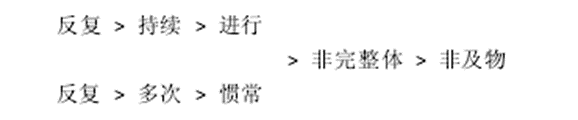 反复 > 持续 > 进行
> 非完整体 > 非及物
反复 > 多次 > 惯常